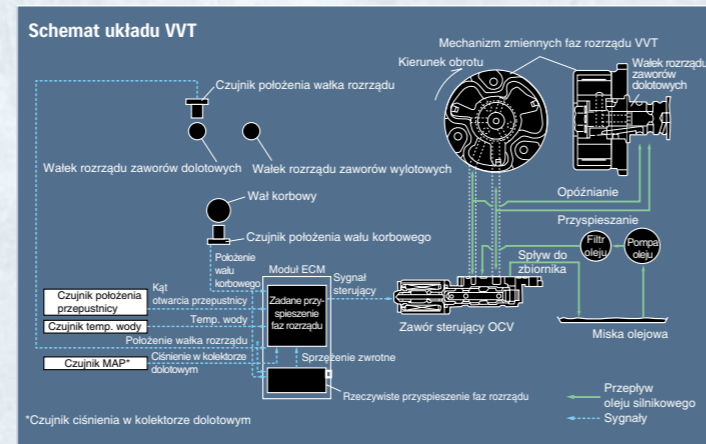 Schemat układu VVT
Mechanizm zmiennych faz rozrządu VVT
Kierunek obrotu
Wałek rozrządu
zaworów
dolotowych
Czujnik położenia wałka rozrządu
Wałek rozrządu zaworów dolotowych
Wałek rozrządu zaworów wylotowych
Wał korbowy
Czujnik położenia wału korbowego
Opóźnianie
Przyspieszanie
Filtr
oleju
Pompa
oleju
Spływ do
zbiornika
Położenie
wału
korbowego
Moduł ECM
Sygnał
sterujący
Czujnik położenia
przepustnicy
Kąt
otwarcia przepustnicy
Zadane przy-
spieszenie
faz rozrządu
Zawór sterujący OCV
Miska olejowa
Czujnik temp. wody
Temp. wody
Położenie wałka rozrządu
Czujnik MAP*
Ciśnienie w kolektorze
dolotowym
Sprzężenie zwrotne
Rzeczywiste przyspieszenie faz rozrządu
Przepływ
oleju silnikowego
Sygnały
*Czujnik ciśnienia w kolektorze dolotowym